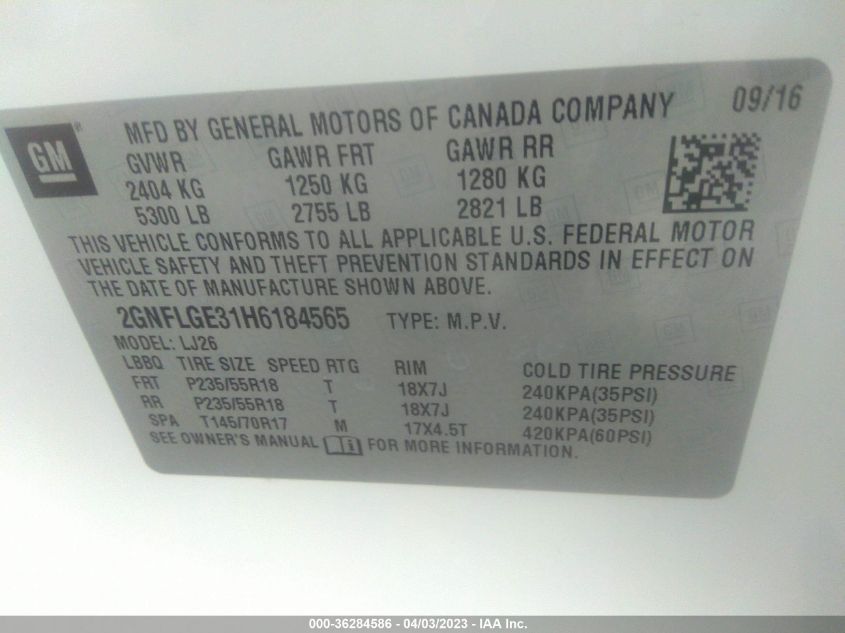 GM
MFD BY GENERAL MOTORS OF CANADA COMPANY 09/16
GVWR GAWR FRT GAWR RR
2404 KG 1250 KG 1280 KG
5300 LB 2755 LB 2821 LB
THIS VEHICLE CONFORMS TO ALL APPLICABLE U.S. FEDERAL MOTOR
VEHICLE SAFETY AND THEFT PREVENTION STANDARDS IN EFFECT ON
THE DATE OF MANUFACTURE SHOWN ABOVE.
2GNFLGE31H6184565 TYPE: M.P.V.
MODEL: LJ26
LBBQ TIRE SIZE SPEED RTG RIM COLD TIRE PRESSURE
FRT P235/55R18 T 18X7J 240KPA(35PSI)
RR P235/55R18 T 18X7J 240KPA(35PSI)
SPA T145/70R17 M 17X4.5T 420KPA(60PSI)
SEE OWNER'S MANUAL FOR MORE INFORMATION.
000-36284586 - 04/03/2023 - IAA Inc.